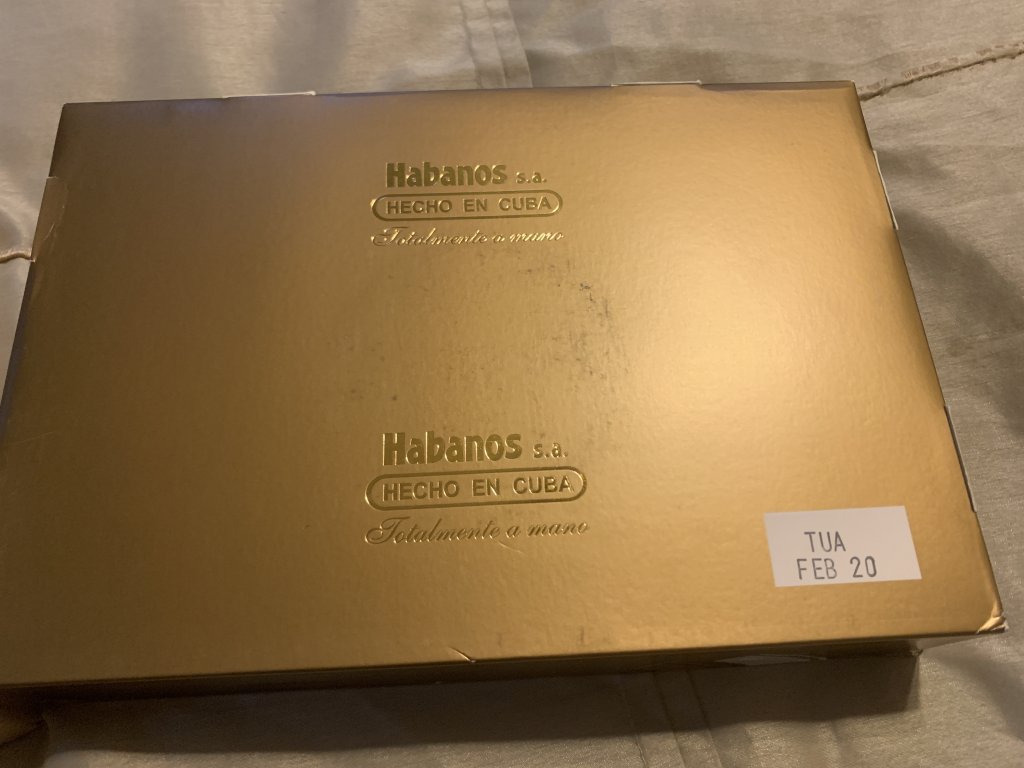 Habanos s.a.
HECHO EN CUBA
Totalmente a mano
Habanos s.a.
HECHO EN CUBA
Totalmente a mano
TUA
FEB 20